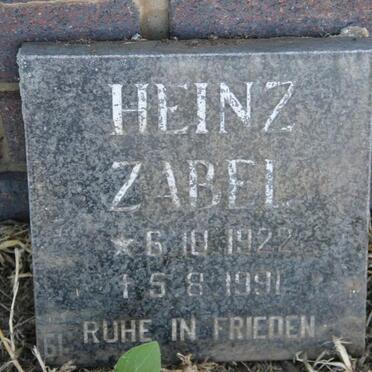 HEINZ
ZABEL
* 6.10.1922
† 5.8.1991
RUHE IN FRIEDEN